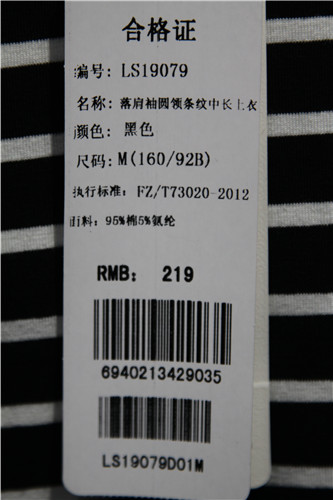 合格证
编号: LS19079
名称: 落肩袖圆领条纹中长上衣
颜色: 黑色
尺码: M(160/92B)
执行标准: FZ/T73020-2012
面料: 95%棉5%氨纶
RMB: 219
6940213429035
LS19079D01M